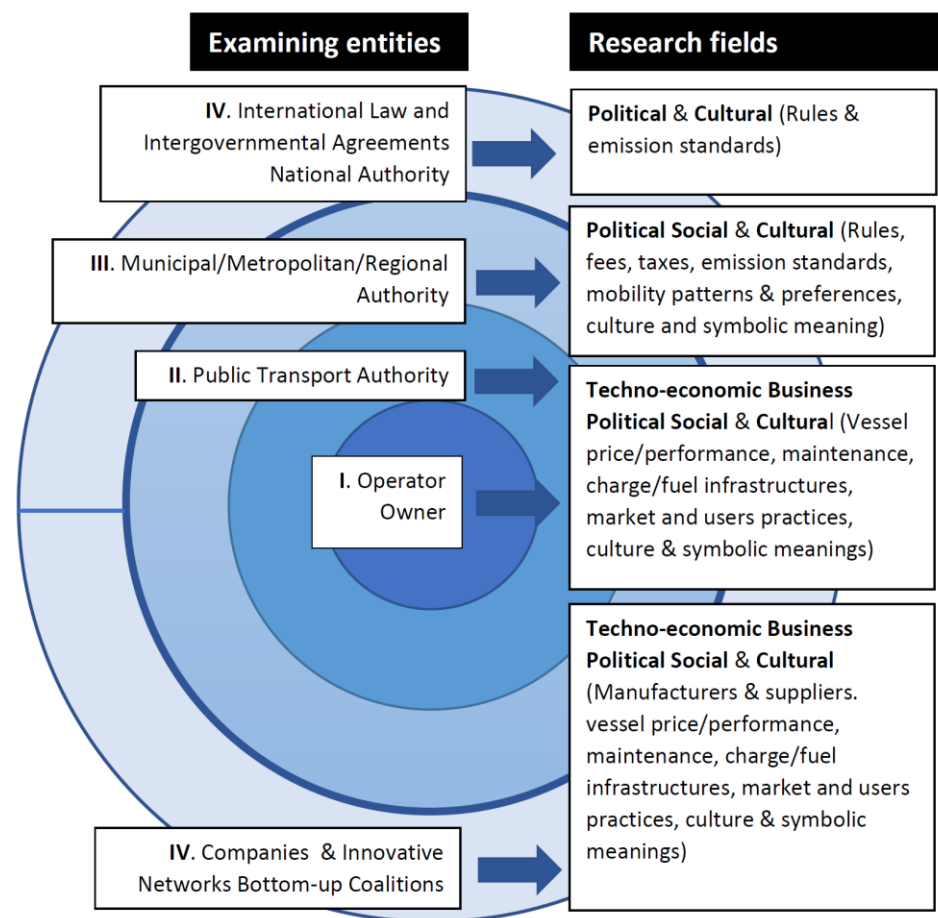 Examining entities
Research fields
IV. International Law and
Intergovernmental Agreements
National Authority
Political & Cultural (Rules &
emission standards)
III. Municipal/Metropolitan/Regional
Authority
Political Social & Cultural (Rules,
fees, taxes, emission standards,
mobility patterns & preferences,
culture and symbolic meaning)
II. Public Transport Authority
I. Operator
Owner
Techno-economic Business
Political Social & Cultural (Vessel
price/performance, maintenance,
charge/fuel infrastructures,
market and users practices,
culture & symbolic meanings)
IV. Companies & Innovative
Networks Bottom-up Coalitions
Techno-economic Business
Political Social & Cultural
(Manufacturers & suppliers.
vessel price/performance,
maintenance, charge/fuel
infrastructures, market and users
practices, culture & symbolic
meanings)